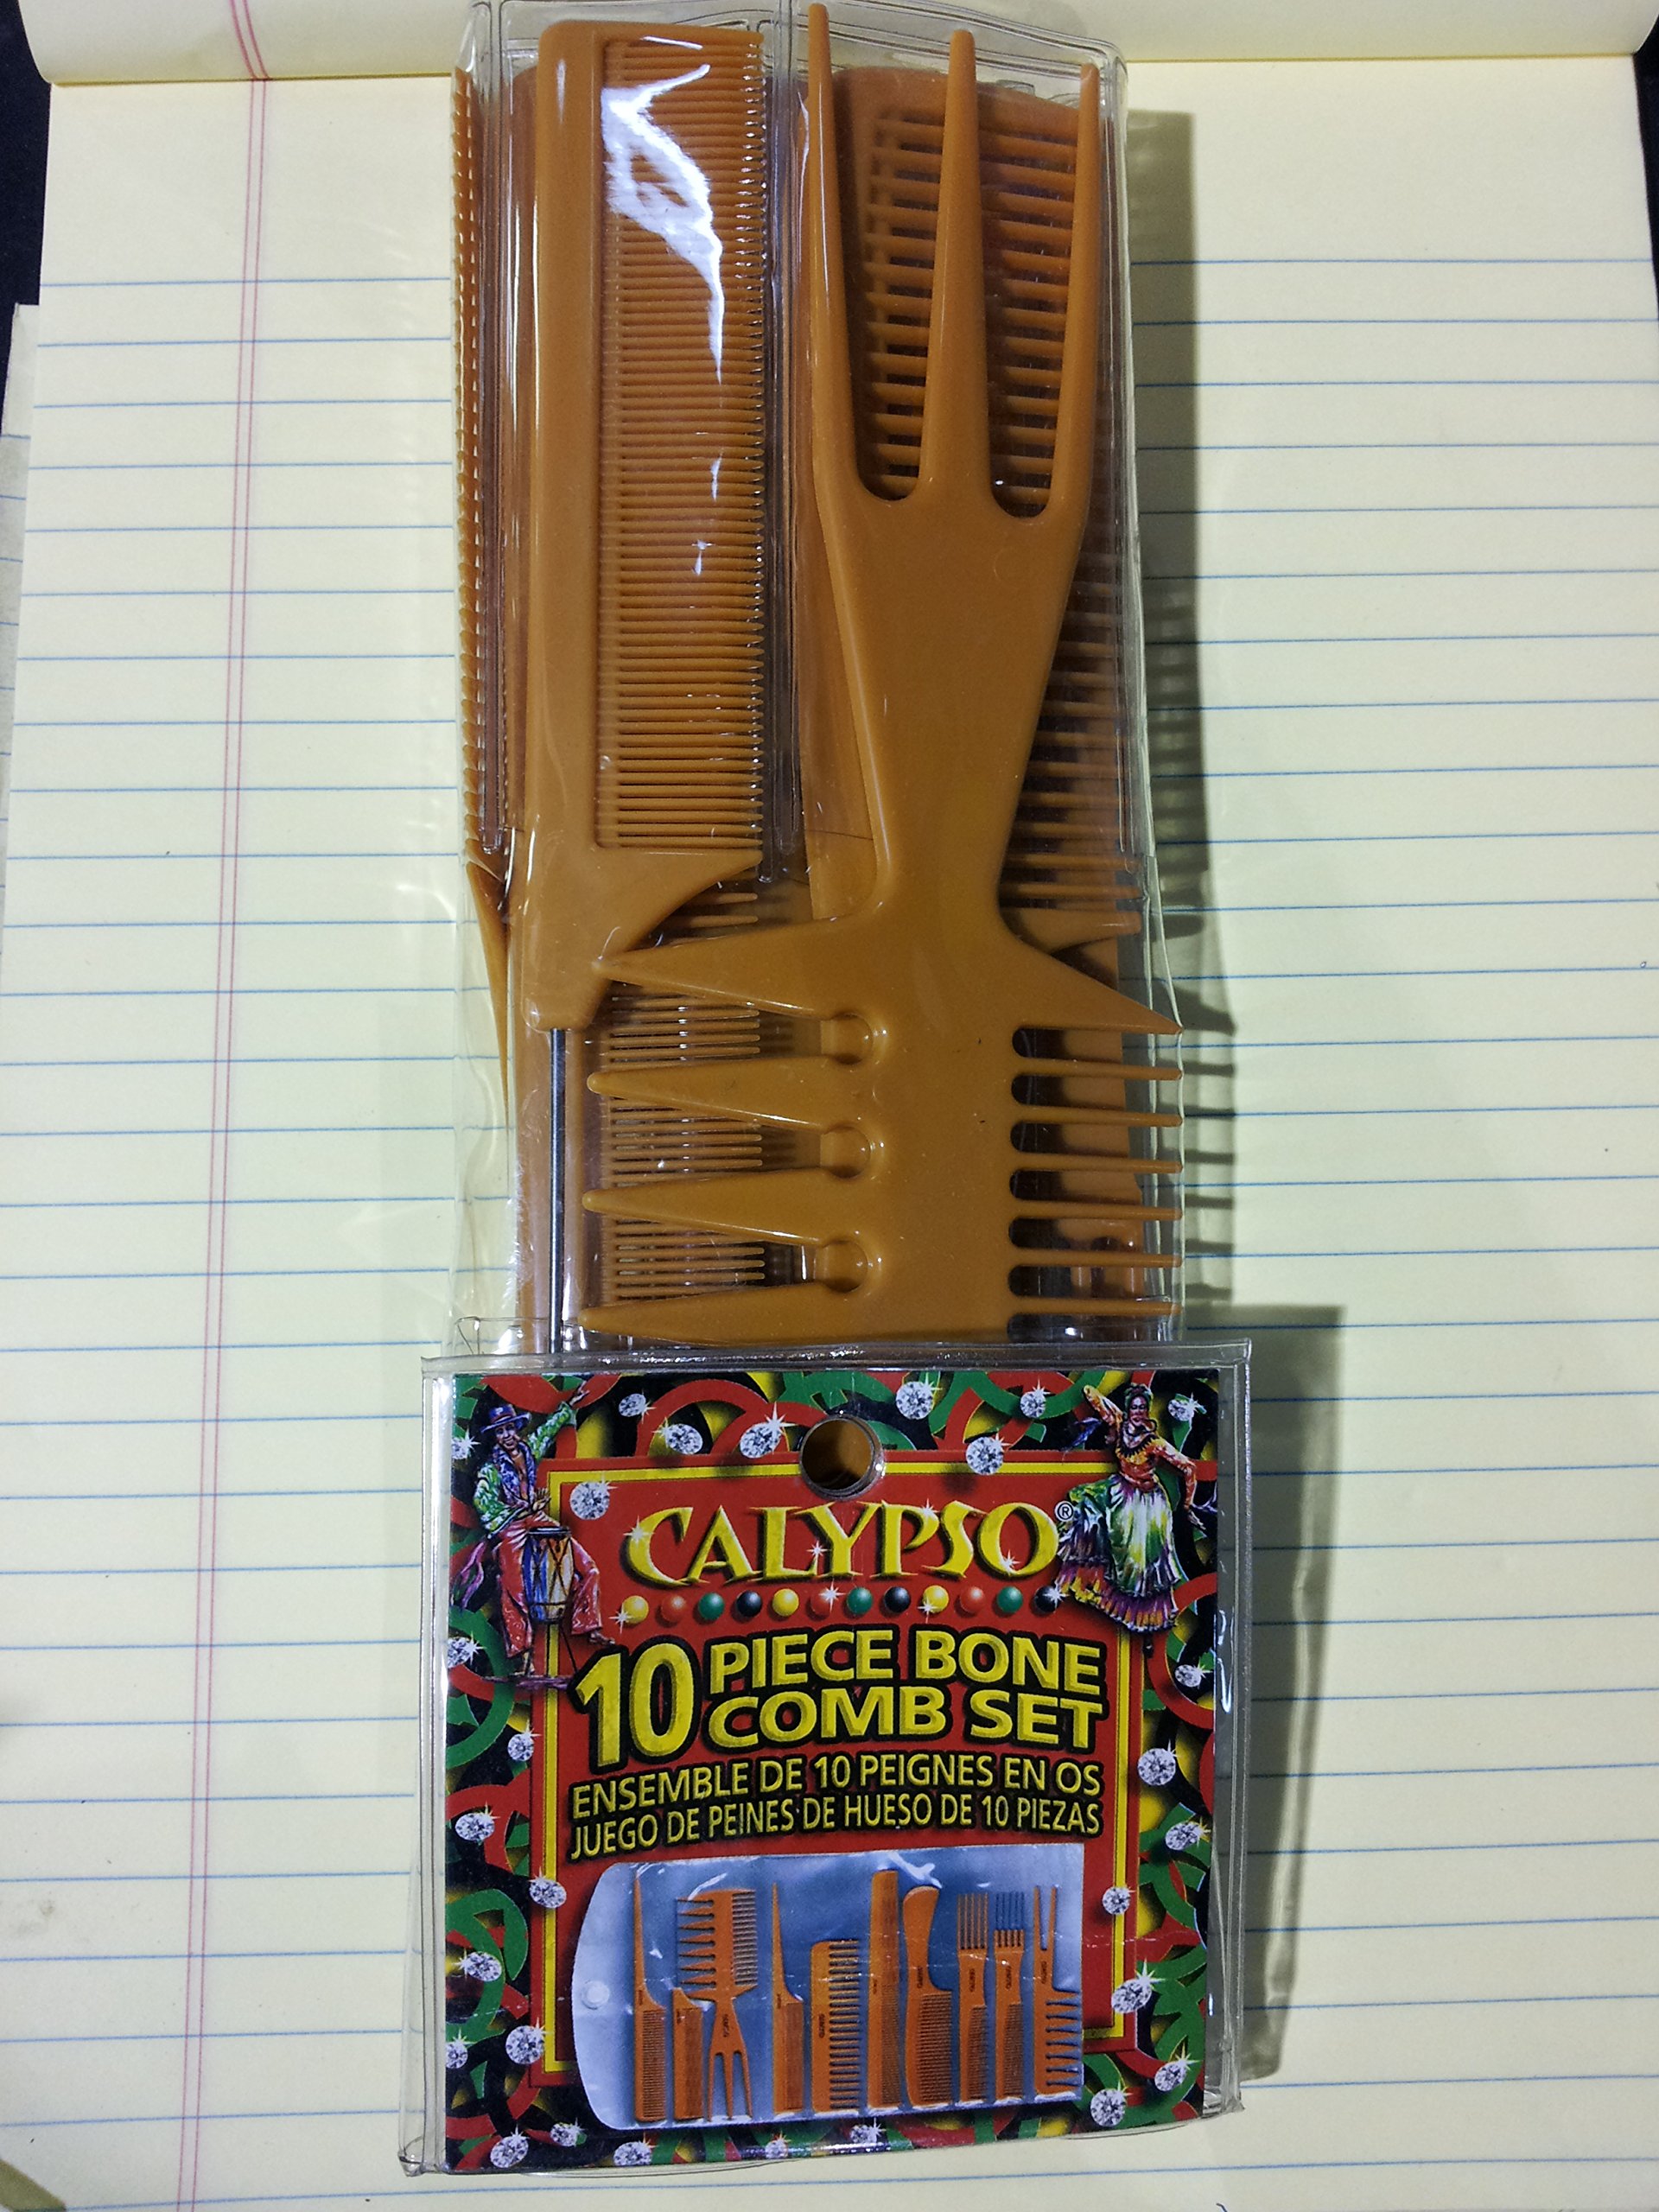 CALYPSO®
10 PIECE BONE
COMB SET
ENSEMBLE DE 10 PEIGNES EN OS
JUEGO DE PEINES DE HUESO DE 10 PIEZAS